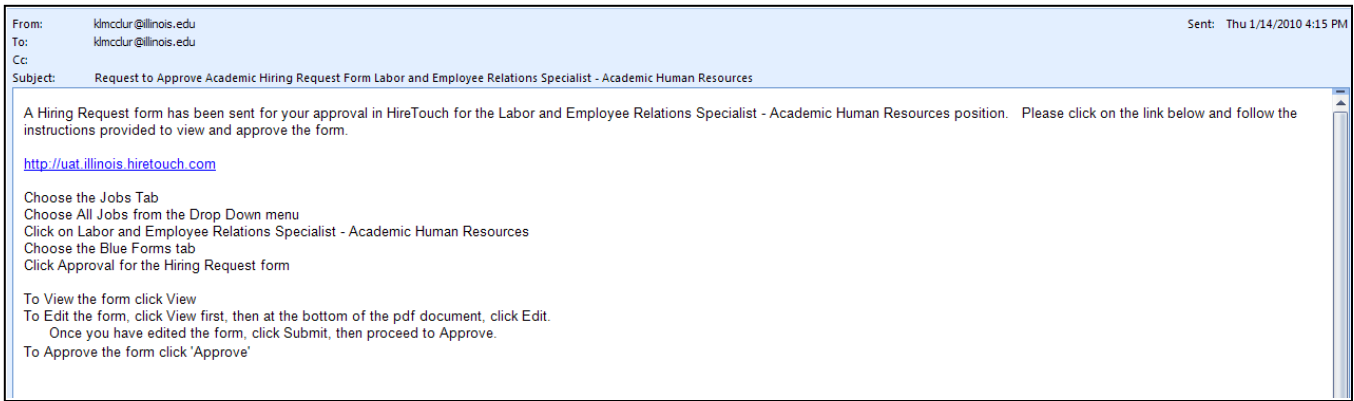 From: klmcclur@illinois.edu Sent: Thu 1/14/2010 4:15 PM
To: klmcclur@illinois.edu
Cc:
Subject: Request to Approve Academic Hiring Request Form Labor and Employee Relations Specialist - Academic Human Resources
A Hiring Request form has been sent for your approval in HireTouch for the Labor and Employee Relations Specialist - Academic Human Resources position. Please click on the link below and follow the
instructions provided to view and approve the form.
http://uat.illinois.hiretouch.com
Choose the Jobs Tab
Choose All Jobs from the Drop Down menu
Click on Labor and Employee Relations Specialist - Academic Human Resources
Choose the Blue Forms tab
Click Approval for the Hiring Request form
To View the form click View
To Edit the form, click View first, then at the bottom of the pdf document, click Edit.
Once you have edited the form, click Submit, then proceed to Approve.
To Approve the form click 'Approve'